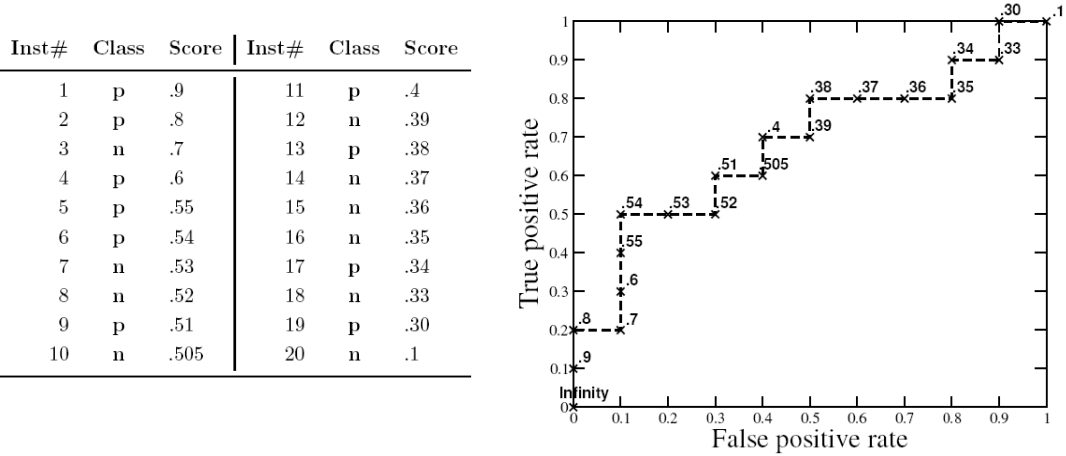 Inst# Class Score Inst# Class Score
1 p .9 11 p .4
2 p .8 12 n .39
3 n .7 13 p .38
4 p .6 14 n .37
5 p .55 15 n .36
6 p .54 16 n .35
7 n .53 17 p .34
8 n .52 18 n .33
9 p .51 19 p .30
10 n .505 20 n .1
True positive rate
1
0.9
0.8
0.7
0.6
0.5
0.4
0.3
0.2
0.1
0
.30 .1
.34 .33
.38 .37 .36 .35
.4 .39
.51 .505
.54 .53 .52
.55
.6
.8 .7
.9
Infinity
0 0.1 0.2 0.3 0.4 0.5 0.6 0.7 0.8 0.9 1
False positive rate